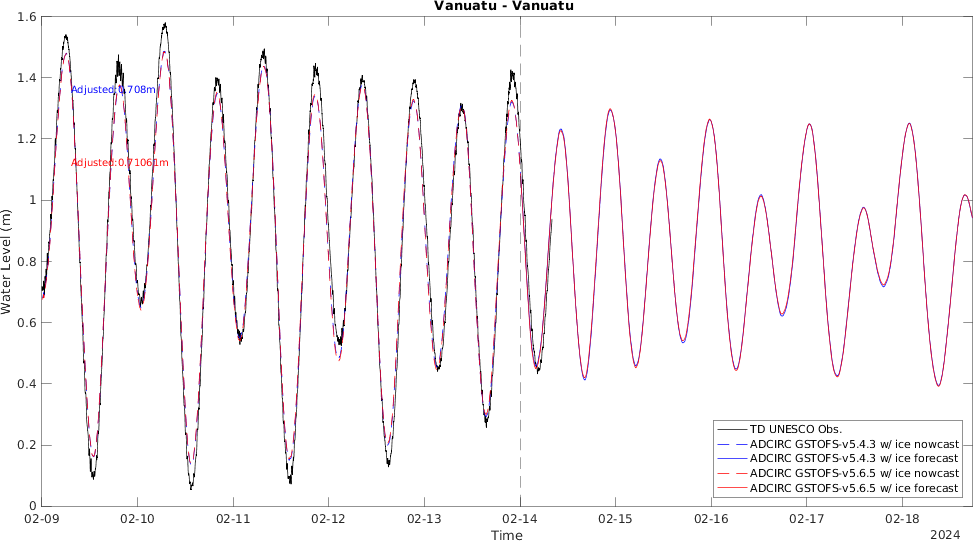 Vanuatu - Vanuatu
1.6
1.4
1.2
1
0.8
0.6
0.4
0.2
0
Water Level (m)
Adjusted:0.708m
Adjusted:0.71061m
TD UNESCO Obs.
ADCIRC GSTOFS-v5.4.3 w/ ice nowcast
ADCIRC GSTOFS-v5.4.3 w/ ice forecast
ADCIRC GSTOFS-v5.6.5 w/ ice nowcast
ADCIRC GSTOFS-v5.6.5 w/ ice forecast
02-09 02-10 02-11 02-12 02-13 02-14 02-15 02-16 02-17 02-18
Time
2024